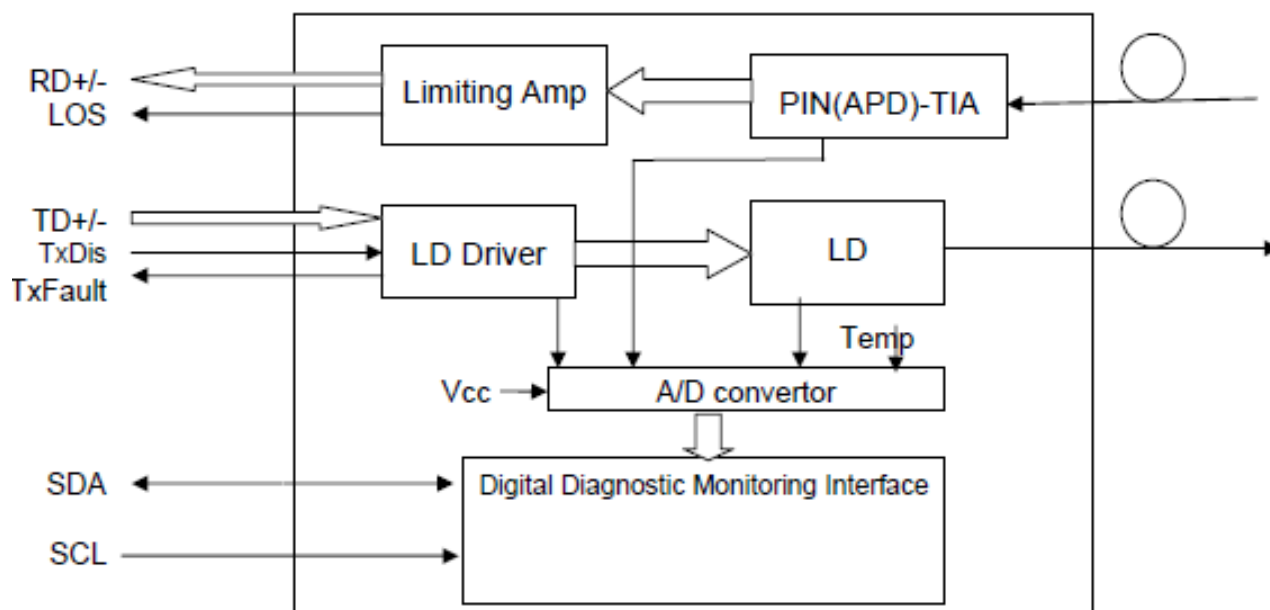 RD+/-
LOS
Limiting Amp
PIN(APD)-TIA
TD+/-
TxDis
TxFault
LD Driver
LD
Temp
Vcc
A/D convertor
SDA
SCL
Digital Diagnostic Monitoring Interface